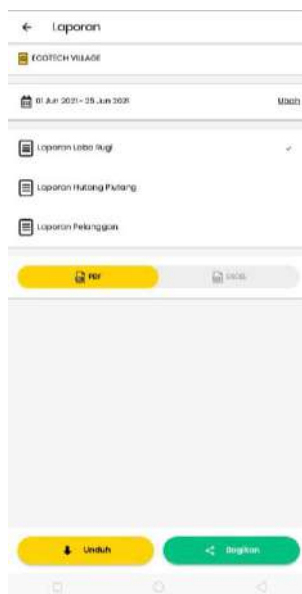 Laporan
ECOTECH VILLAGE
01 Jun 2021 - 25 Jun 2021 Ubah
Laporan Laba Rugi
Laporan Hutang Piutang
Laporan Pelanggan
PDF EXCEL
Unduh Bagikan